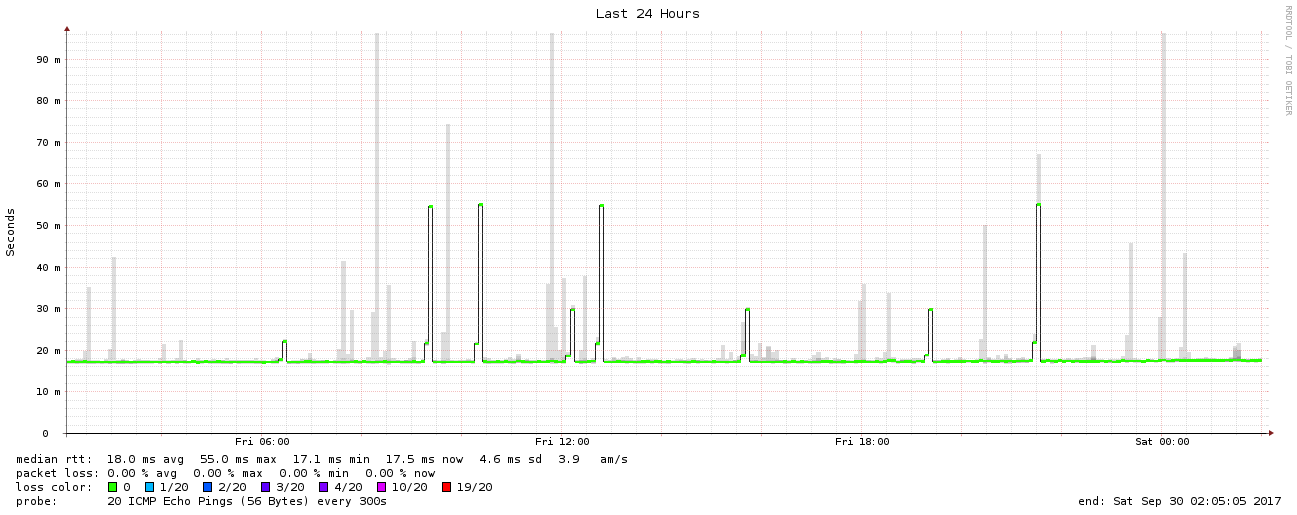 Last 24 Hours
RRDTOOL / TOBI OETIKER
Seconds
90 m
80 m
70 m
60 m
50 m
40 m
30 m
20 m
10 m
0
Fri 06:00 Fri 12:00 Fri 18:00 Sat 00:00
median rtt: 18.0 ms avg 55.0 ms max 17.1 ms min 17.5 ms now 4.6 ms sd 3.9 am/s
packet loss: 0.00 % avg 0.00 % max 0.00 % min 0.00 % now
loss color: 0 1/20 2/20 3/20 4/20 10/20 19/20
probe: 20 ICMP Echo Pings (56 Bytes) every 300s end: Sat Sep 30 02:05:05 2017